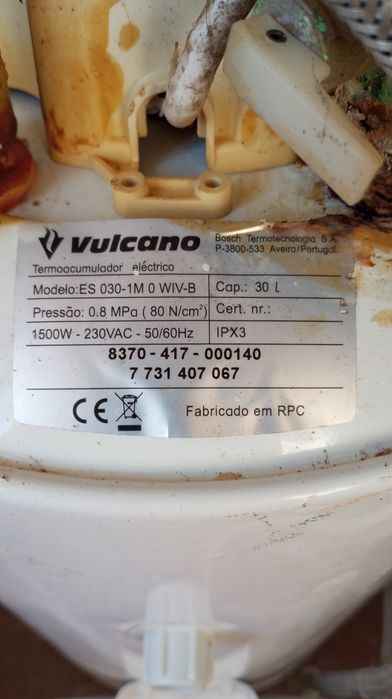 Vulcano
Bosch Termotecnologia S.A.
P-3800-533 Aveiro/Portugal.
Termoacumulador eléctrico
Modelo: ES 030-1M 0 WIV-B Cap.: 30 l
Pressão: 0.8 MPa ( 80 N/cm²) Cert. nr.:
1500W - 230VAC - 50/60Hz IPX3
8370 - 417 - 000140
7 731 407 067
CE Fabricado em RPC